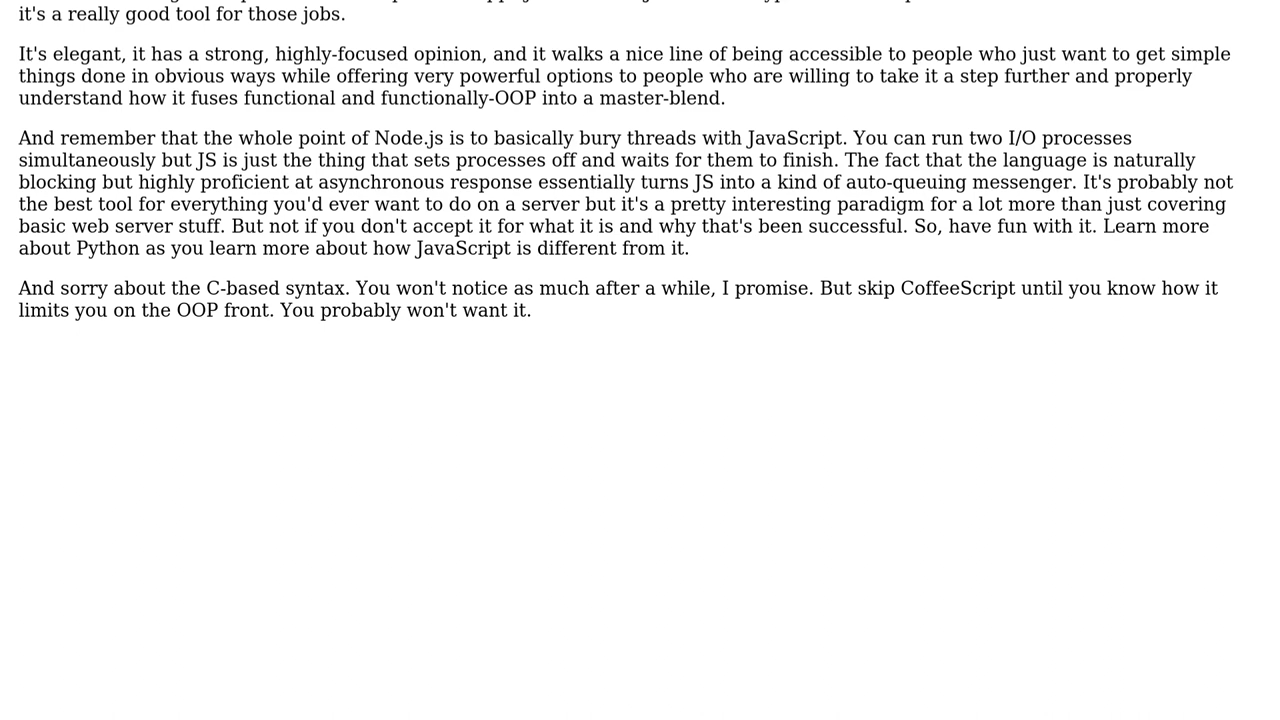 it's a really good tool for those jobs.
It's elegant, it has a strong, highly-focused opinion, and it walks a nice line of being accessible to people who just want to get simple
things done in obvious ways while offering very powerful options to people who are willing to take it a step further and properly
understand how it fuses functional and functionally-OOP into a master-blend.
And remember that the whole point of Node.js is to basically bury threads with JavaScript. You can run two I/O processes
simultaneously but JS is just the thing that sets processes off and waits for them to finish. The fact that the language is naturally
blocking but highly proficient at asynchronous response essentially turns JS into a kind of auto-queuing messenger. It's probably not
the best tool for everything you'd ever want to do on a server but it's a pretty interesting paradigm for a lot more than just covering
basic web server stuff. But not if you don't accept it for what it is and why that's been successful. So, have fun with it. Learn more
about Python as you learn more about how JavaScript is different from it.
And sorry about the C-based syntax. You won't notice as much after a while, I promise. But skip CoffeeScript until you know how it
limits you on the OOP front. You probably won't want it.